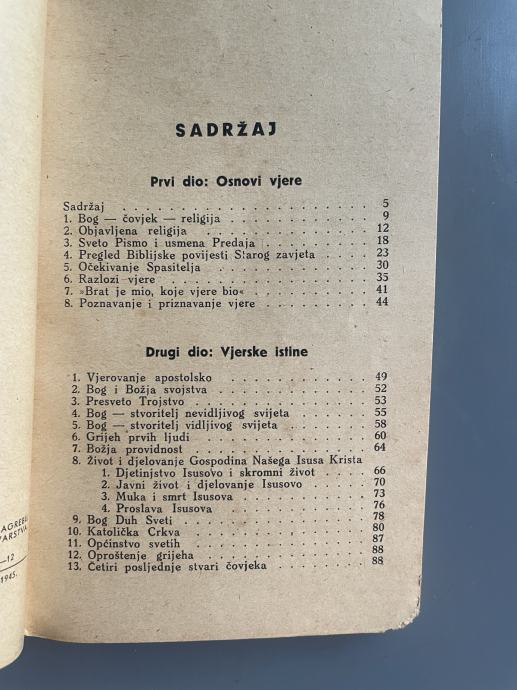 SADRŽAJ
Prvi dio: Osnovi vjere
Sadržaj . . . . . . . . . . . . . . . . . 5
1. Bog — čovjek — religija . . . . . . . . . 9
2. Objavljena religija . . . . . . . . . . . 12
3. Sveto Pismo i usmena Predaja . . . . . . . 18
4. Pregled Biblijske povijesti Starog zavjeta . . . 23
5. Očekivanje Spasitelja . . . . . . . . . . 30
6. Razlozi vjere . . . . . . . . . . . . . 35
7. »Brat je mio, koje vjere bio« . . . . . . . 41
8. Poznavanje i priznavanje vjere . . . . . . . 44
Drugi dio: Vjerske istine
1. Vjerovanje apostolsko . . . . . . . . . . 49
2. Bog i Božja svojstva . . . . . . . . . . 52
3. Presveto Trojstvo . . . . . . . . . . . 53
4. Bog — stvoritelj nevidljivog svijeta . . . . . 55
5. Bog — stvoritelj vidljivog svijeta . . . . . . 58
6. Grijeh prvih ljudi . . . . . . . . . . . 60
7. Božja providnost . . . . . . . . . . . . 64
8. Život i djelovanje Gospodina Našega Isusa Krista
1. Djetinjstvo Isusovo i skromni život . . . . 66
2. Javni život i djelovanje Isusovo . . . . . 70
3. Muka i smrt Isusova . . . . . . . . . 73
4. Proslava Isusova . . . . . . . . . . 76
9. Bog Duh Sveti . . . . . . . . . . . . . 78
10. Katolička Crkva . . . . . . . . . . . . 80
11. Općinstvo svetih . . . . . . . . . . . . 87
12. Oproštenje grijeha . . . . . . . . . . . 88
13. Četiri posljednje stvari čovjeka . . . . . . . 88
—12
1945.